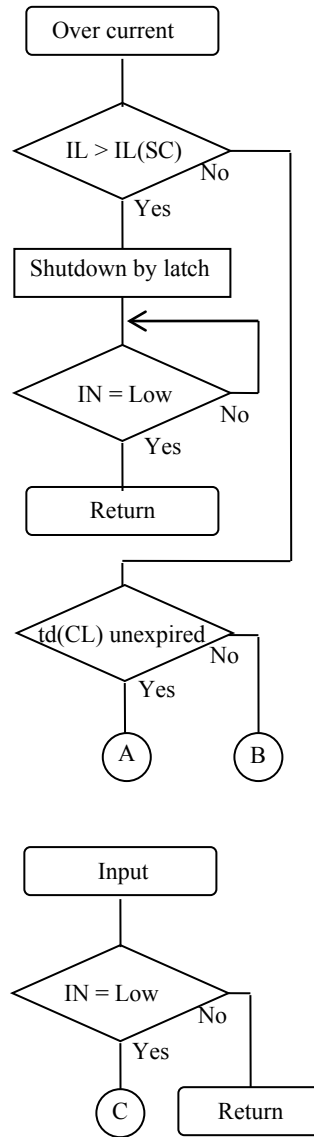 Over current
IL > IL(SC)
No
Yes
Shutdown by latch
IN = Low
No
Yes
Return
td(CL) unexpired
No
Yes
A
B
Input
IN = Low
No
Yes
C
Return